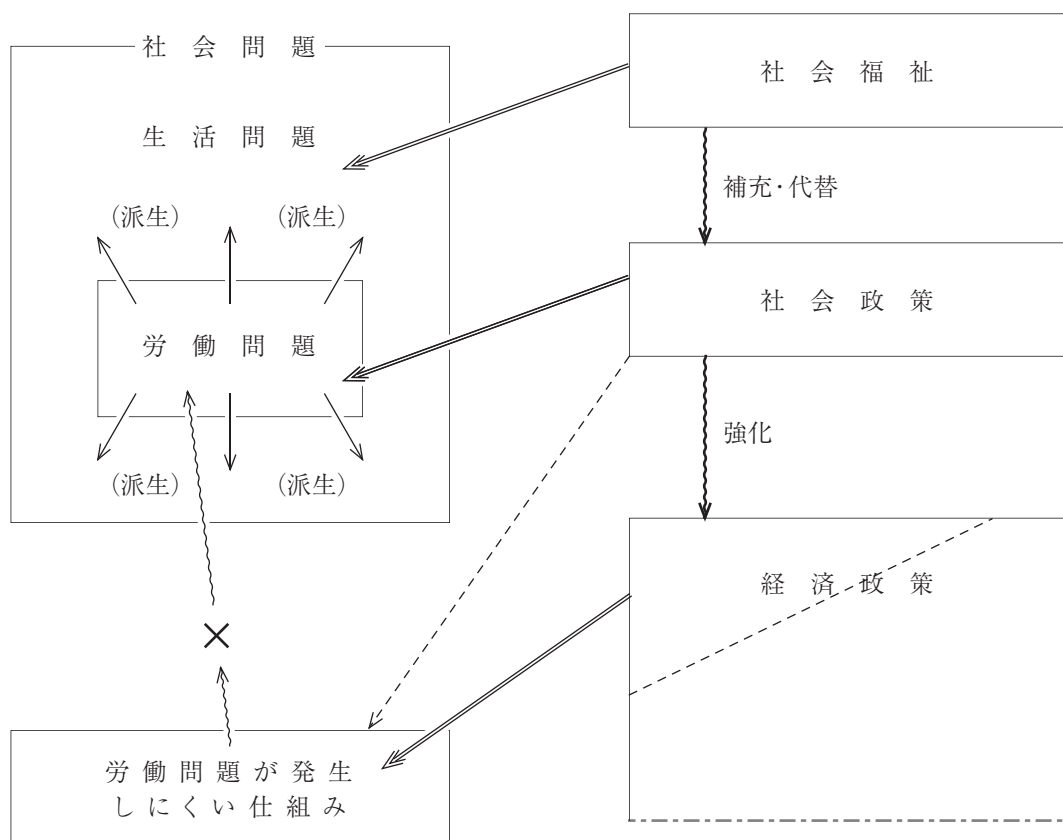 社会問題
生活問題
(派生)
(派生)
労働問題
(派生)
(派生)
労働問題が発生
しにくい仕組み
社会福祉
補充・代替
社会政策
強化
経済政策